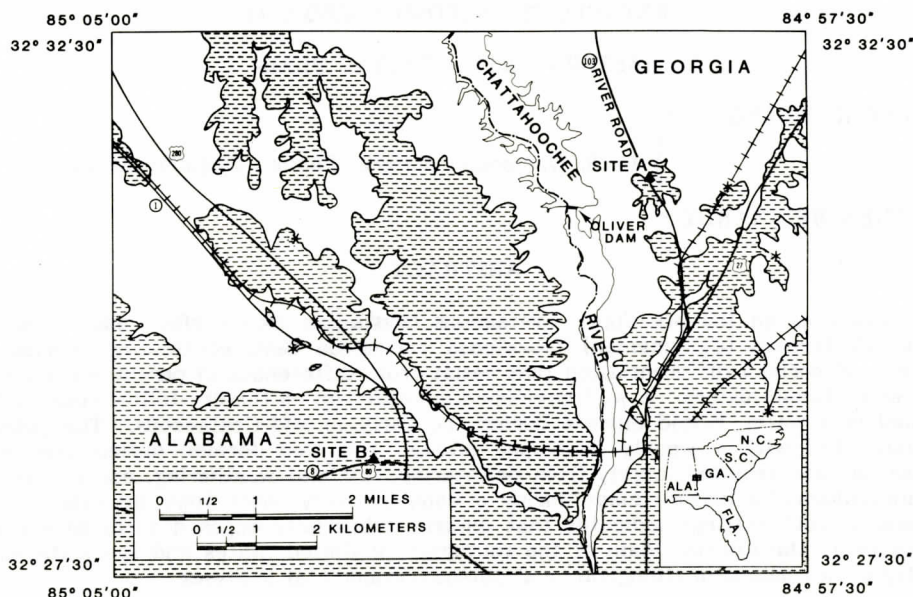 85° 05'00"
84° 57'30"
32° 32'30"
32° 32'30"
103
GEORGIA
CHATTAHOOCHEE
RIVER ROAD
280
SITE A
1
OLIVER
DAM
27
RIVER
ALABAMA
SITE B
8
80
N.C.
S.C.
GA.
ALA.
FLA.
0 1/2 1 2 MILES
0 1/2 1 2 KILOMETERS
32° 27'30"
32° 27'30"
85° 05'00"
84° 57'30"